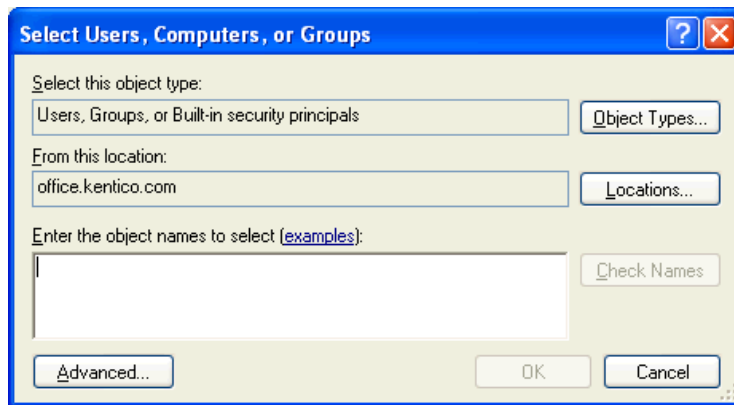 Select Users, Computers, or Groups
Select this object type:
Users, Groups, or Built-in security principals
Object Types...
From this location:
office.kentico.com
Locations...
Enter the object names to select (examples):
Check Names
Advanced...
OK
Cancel